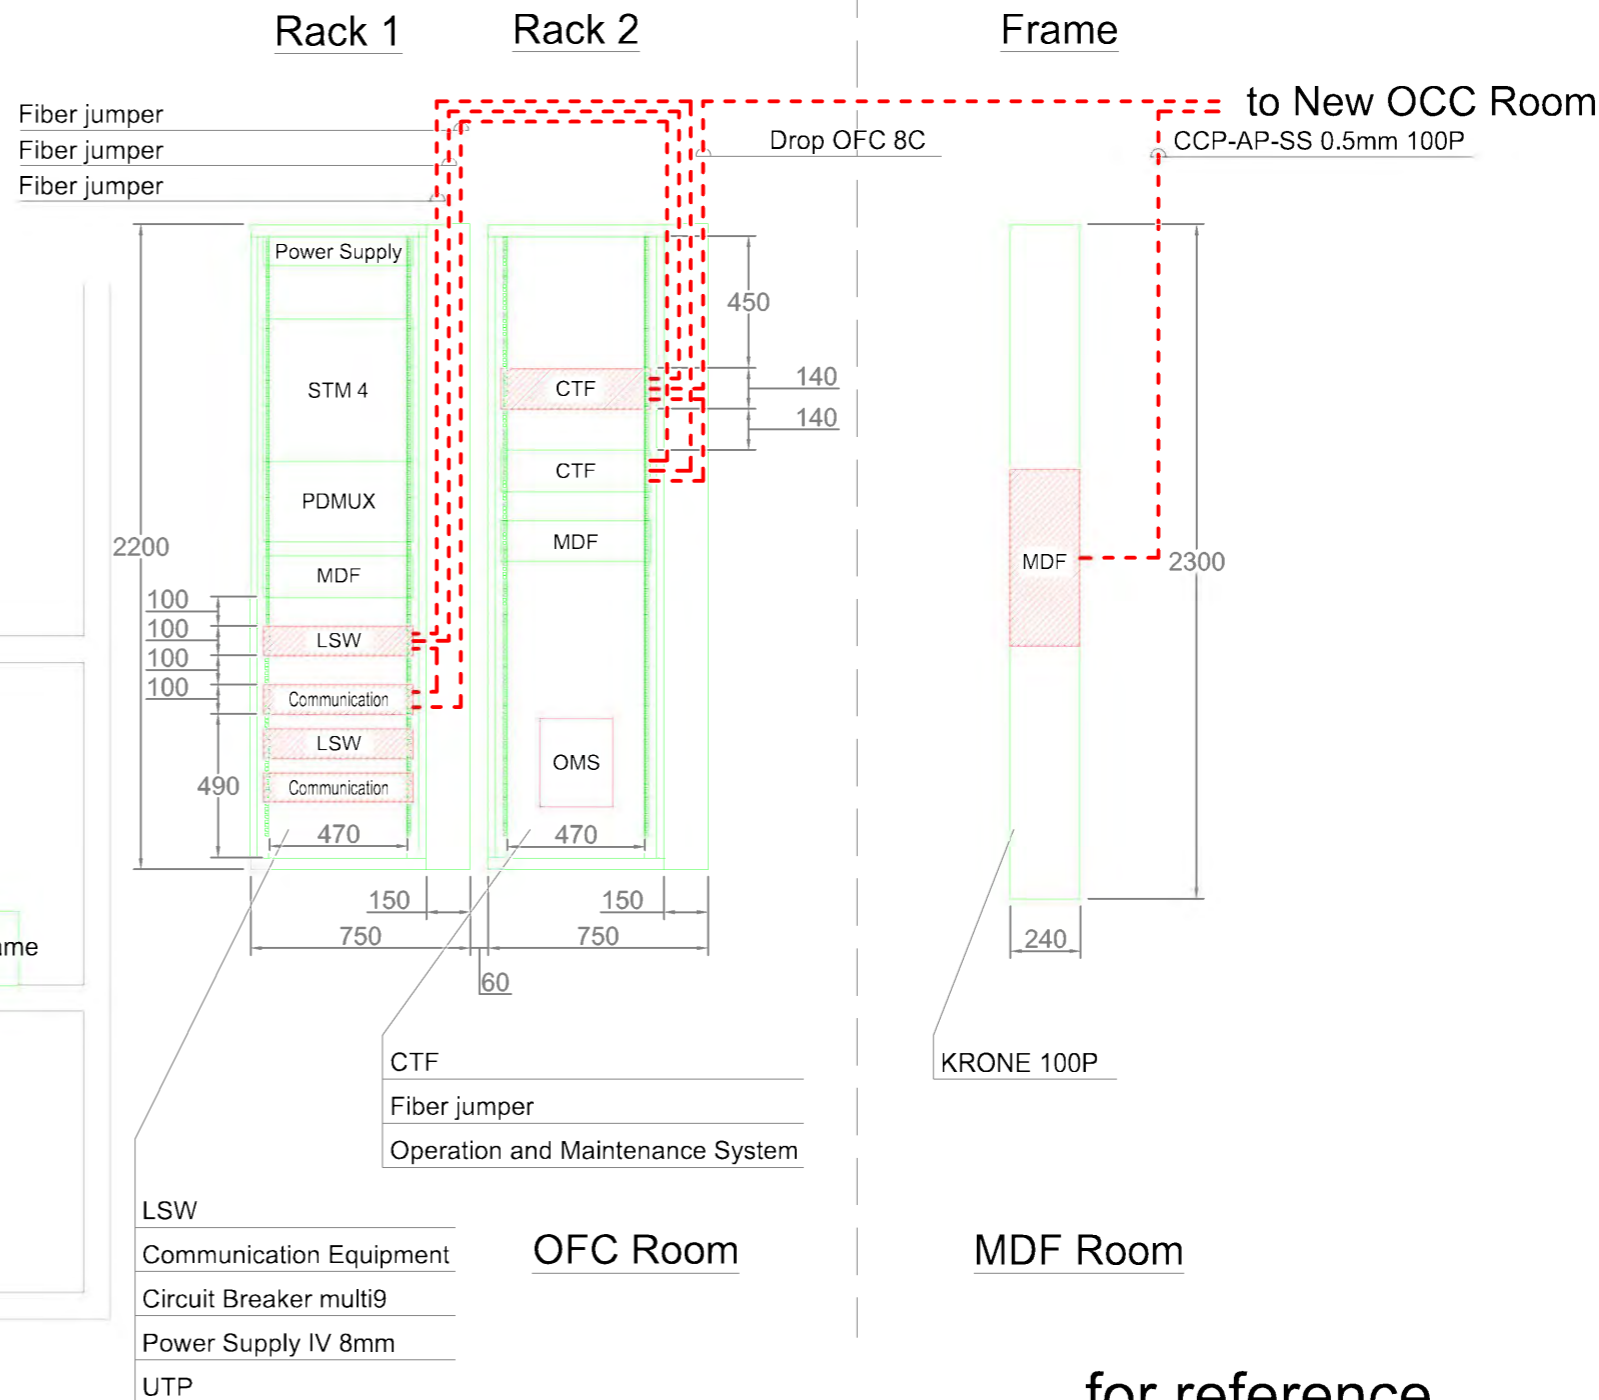 Rack 1
Rack 2
Frame
Fiber jumper
Fiber jumper
Fiber jumper
to New OCC Room
Drop OFC 8C
CCP-AP-SS 0.5mm 100P
Power Supply
STM 4
PDMUX
MDF
LSW
Communication
LSW
Communication
2200
100
100
100
100
490
470
150
750
CTF
CTF
MDF
OMS
450
140
140
470
150
750
60
MDF
2300
240
ame
CTF
Fiber jumper
Operation and Maintenance System
KRONE 100P
LSW
Communication Equipment
Circuit Breaker multi9
Power Supply IV 8mm
UTP
OFC Room
MDF Room
for reference